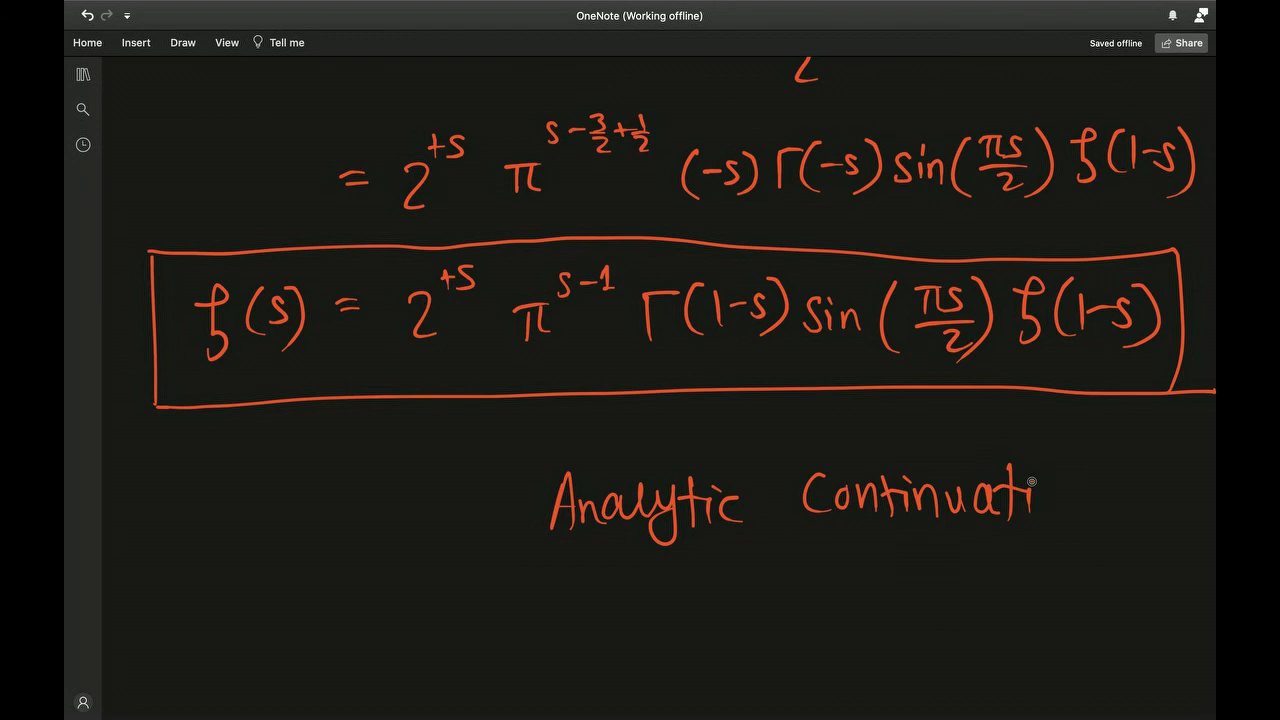 OneNote (Working offline)
Home Insert Draw View Tell me Saved offline Share
2
= 2^{+s} π^{s-3/2+1/2} (-s) Γ(-s) sin(πs/2) ζ(1-s)
ζ(s) = 2^{+s} π^{s-1} Γ(1-s) sin(πs/2) ζ(1-s)
Analytic Continuati